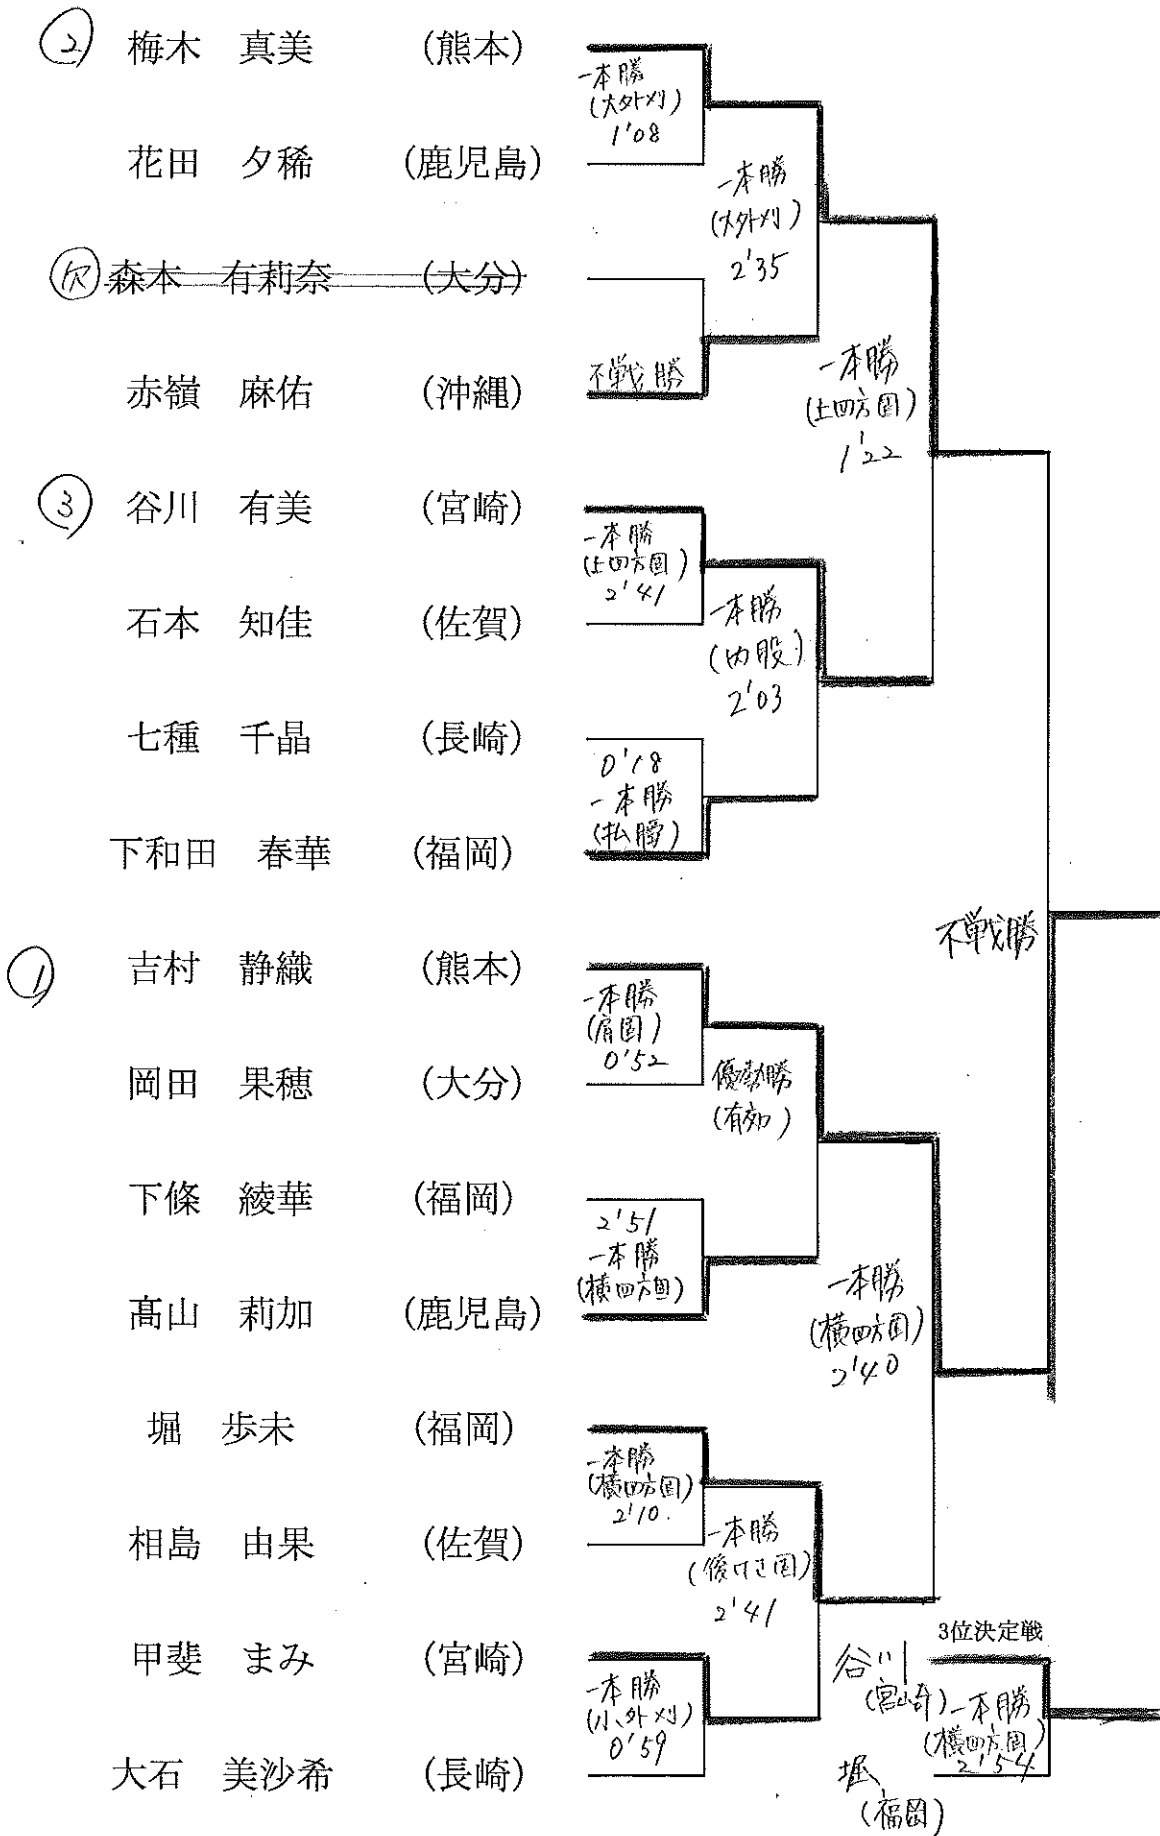 ② 梅木 真美 (熊本)
一本勝
(大外刈)
1'08
花田 夕稀 (鹿児島)
一本勝
(大外刈)
2'35
欠 森本 有莉奈 (大分)
赤嶺 麻佑 (沖縄)
不戦勝
一本勝
(上四方固)
1'22
③ 谷川 有美 (宮崎)
一本勝
(上四方固)
2'41
石本 知佳 (佐賀)
一本勝
(内股)
2'03
七種 千晶 (長崎)
0'18
一本勝
(払腰)
下和田 春華 (福岡)
不戦勝
① 吉村 静織 (熊本)
一本勝
(肩固)
0'52
岡田 果穂 (大分)
優勢勝
(有効)
下條 綾華 (福岡)
2'51
一本勝
(横四方固)
髙山 莉加 (鹿児島)
一本勝
(横四方固)
2'40
堀 歩未 (福岡)
一本勝
(横四方固)
2'10
相島 由果 (佐賀)
一本勝
(後けさ固)
2'41
甲斐 まみ (宮崎)
一本勝
(小外刈)
0'59
大石 美沙希 (長崎)
3位決定戦
谷川
(宮崎)
一本勝
(横四方固)
2'54
堀
(福岡)